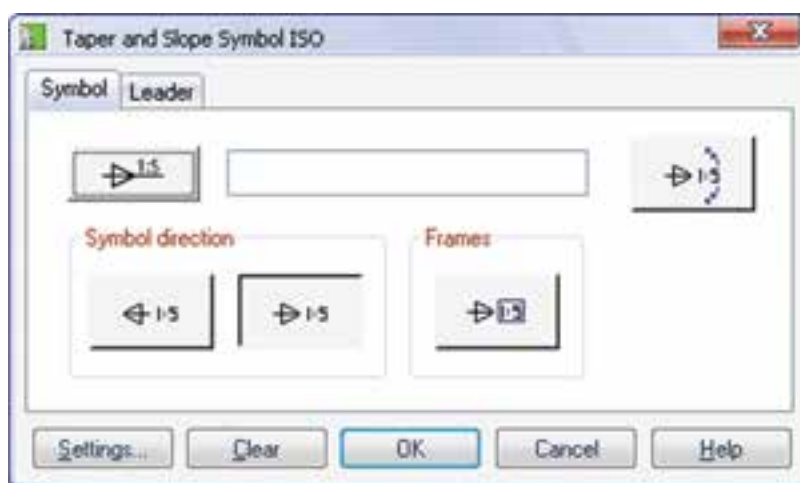 Taper and Slope Symbol ISO
Symbol Leader
1:5
1:5
Symbol direction Frames
1:5 1:5 1:5
Settings... Clear OK Cancel Help